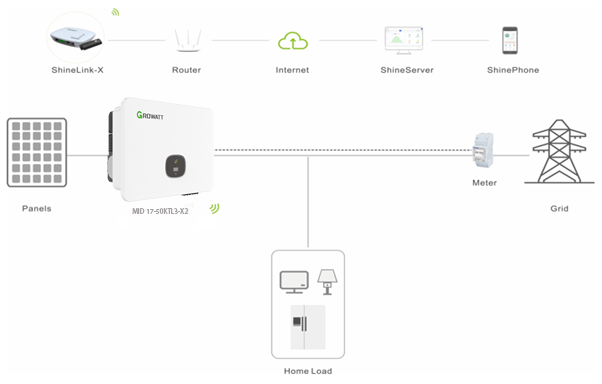 ShineLink-X
Router
Internet
ShineServer
ShinePhone
GROWATT
MID 17-50KTL3-X2
Panels
Meter
Grid
Home Load